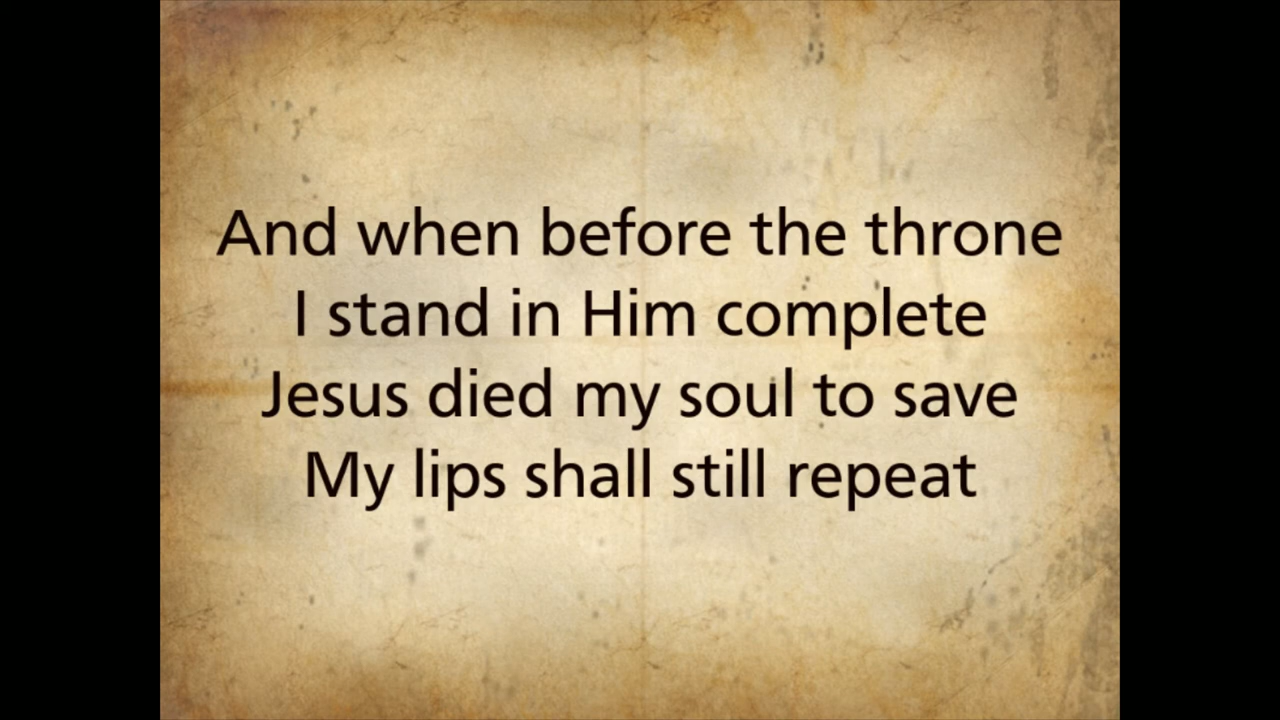 And when before the throne
I stand in Him complete
Jesus died my soul to save
My lips shall still repeat